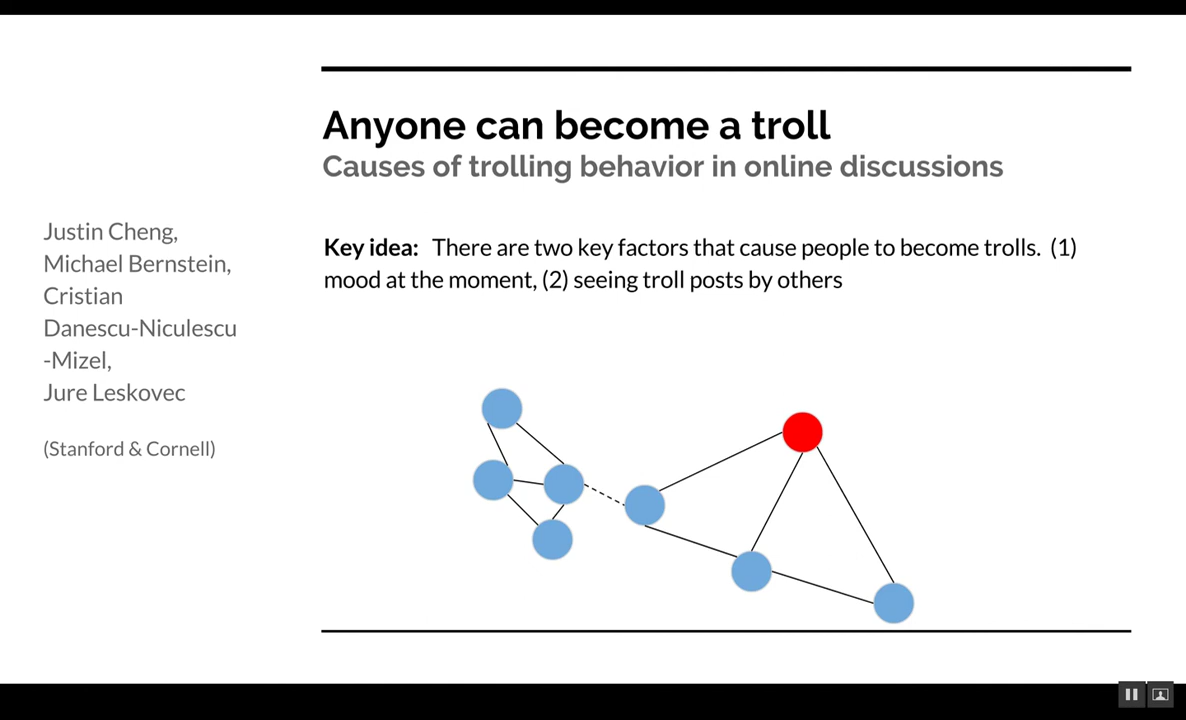 Anyone can become a troll
Causes of trolling behavior in online discussions
Justin Cheng,
Michael Bernstein,
Cristian
Danescu-Niculescu
-Mizel,
Jure Leskovec
(Stanford & Cornell)
Key idea: There are two key factors that cause people to become trolls. (1)
mood at the moment, (2) seeing troll posts by others